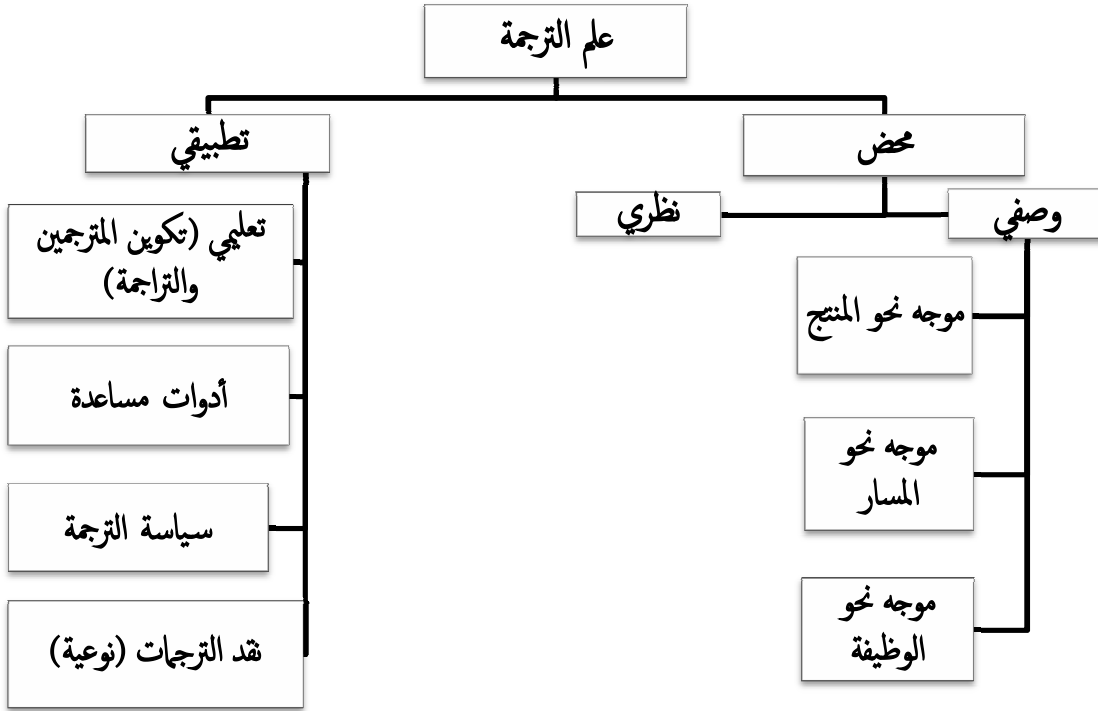 علم الترجمة
محض
تطبيقي
وصفي
نظري
موجه نحو المنتج
موجه نحو
المسار
موجه نحو
الوظيفة
تعليمي (تكوين المترجمين
والتراجمة)
أدوات مساعدة
سياسة الترجمة
نقد الترجمات (نوعية)